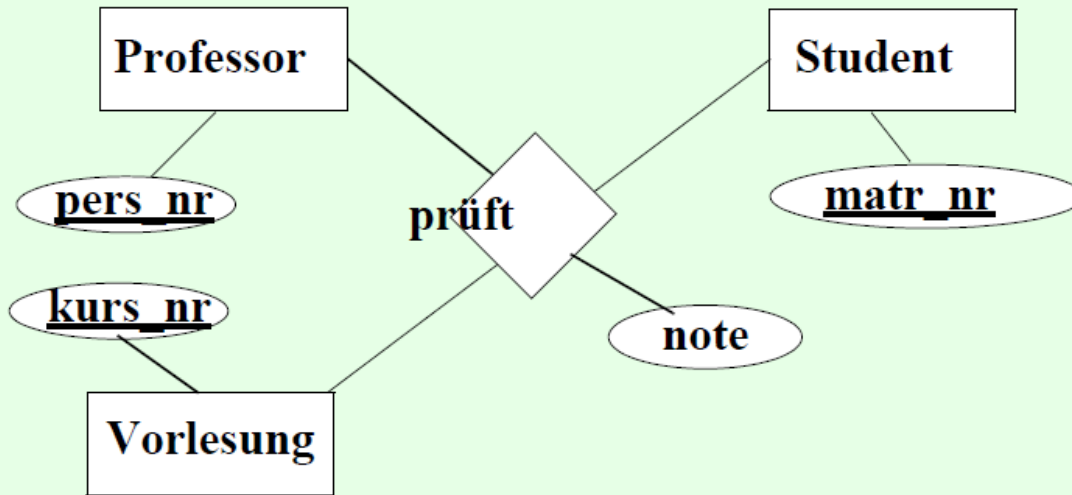 Professor
Student
pers_nr
matr_nr
prüft
kurs_nr
note
Vorlesung